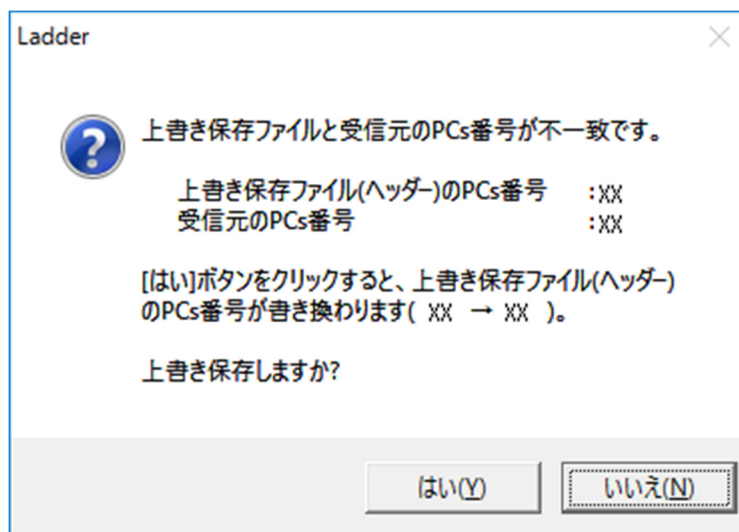 Ladder
上書き保存ファイルと受信元のPCs番号が不一致です。
上書き保存ファイル(ヘッダー)のPCs番号 :XX
受信元のPCs番号 :XX
[はい]ボタンをクリックすると、上書き保存ファイル(ヘッダー)
のPCs番号が書き換わります( XX → XX )。
上書き保存しますか?
はい(Y)
いいえ(N)